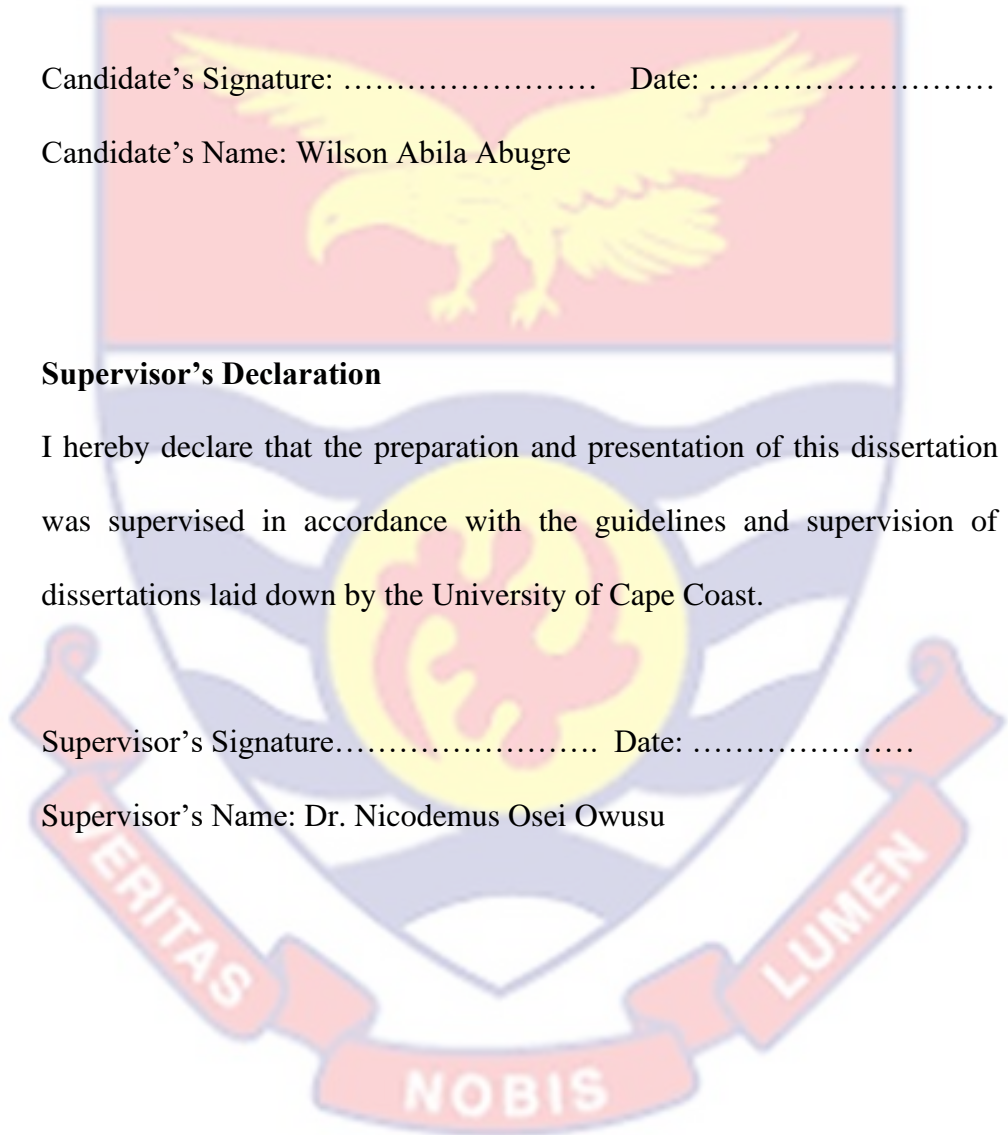 Candidate’s Signature: …………………… Date: ………………………
Candidate’s Name: Wilson Abila Abugre
Supervisor’s Declaration
I hereby declare that the preparation and presentation of this dissertation
was supervised in accordance with the guidelines and supervision of
dissertations laid down by the University of Cape Coast.
Supervisor’s Signature……………………. Date: …………………
Supervisor’s Name: Dr. Nicodemus Osei Owusu
VERITAS
NOBIS
LUMEN